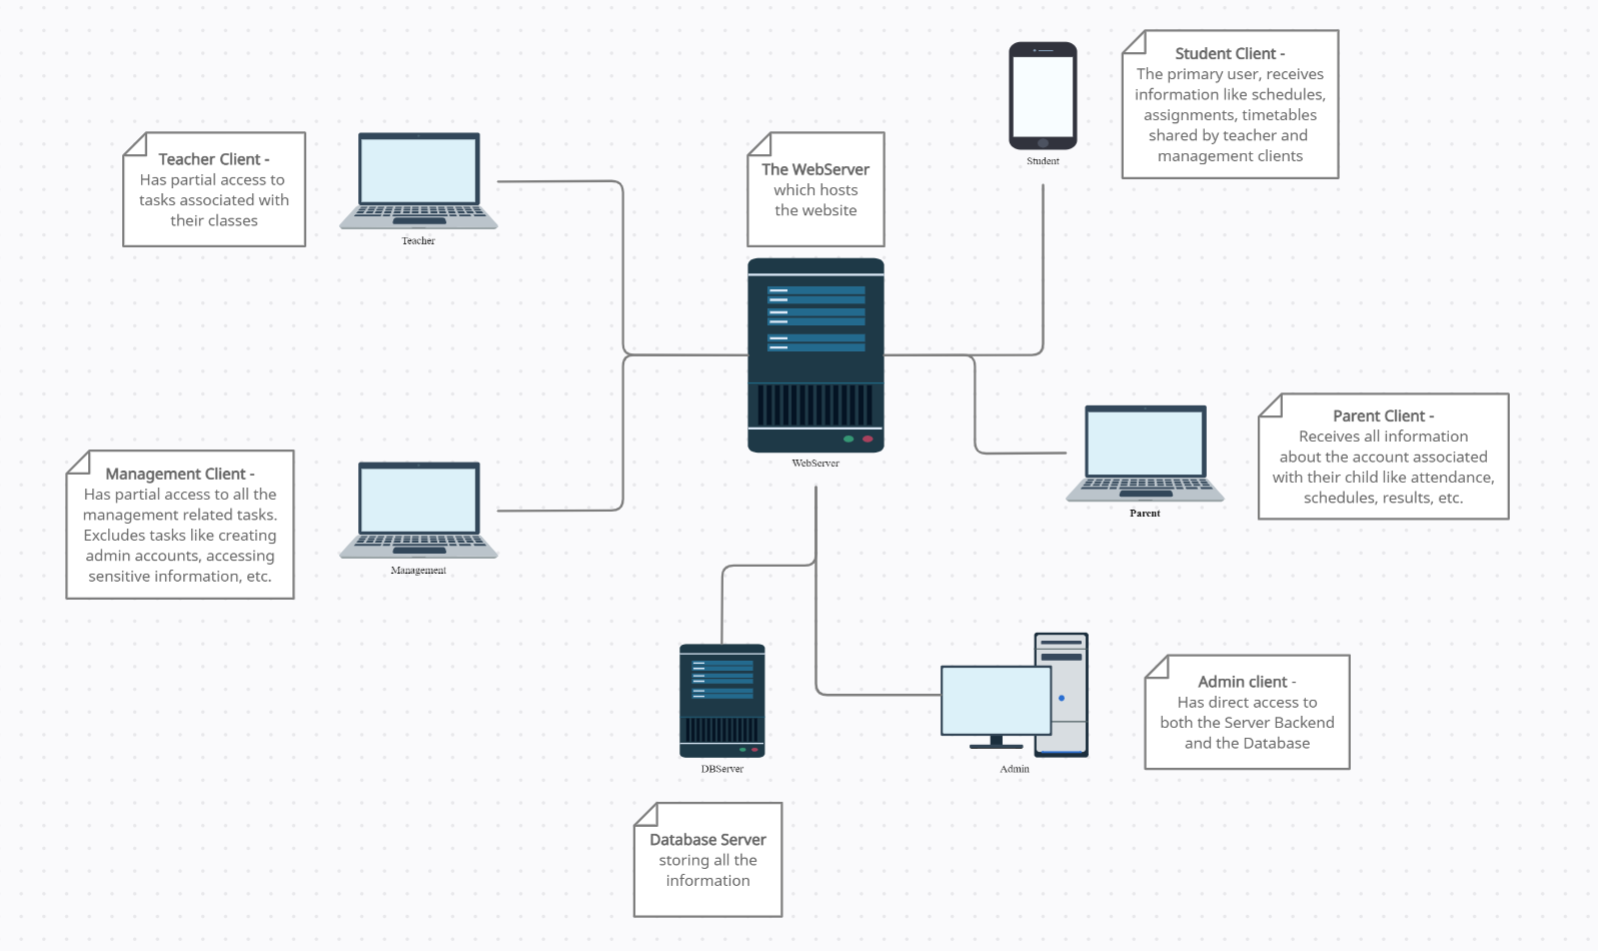 Student Client -
The primary user, receives
information like schedules,
assignments, timetables
shared by teacher and
management clients
Student
Teacher Client -
Has partial access to
tasks associated with
their classes
Teacher
The WebServer
which hosts
the website
WebServer
Parent Client -
Receives all information
about the account associated
with their child like attendance,
schedules, results, etc.
Parent
Management Client -
Has partial access to all the
management related tasks.
Excludes tasks like creating
admin accounts, accessing
sensitive information, etc.
Management
Admin client -
Has direct access to
both the Server Backend
and the Database
Admin
DBServer
Database Server
storing all the
information